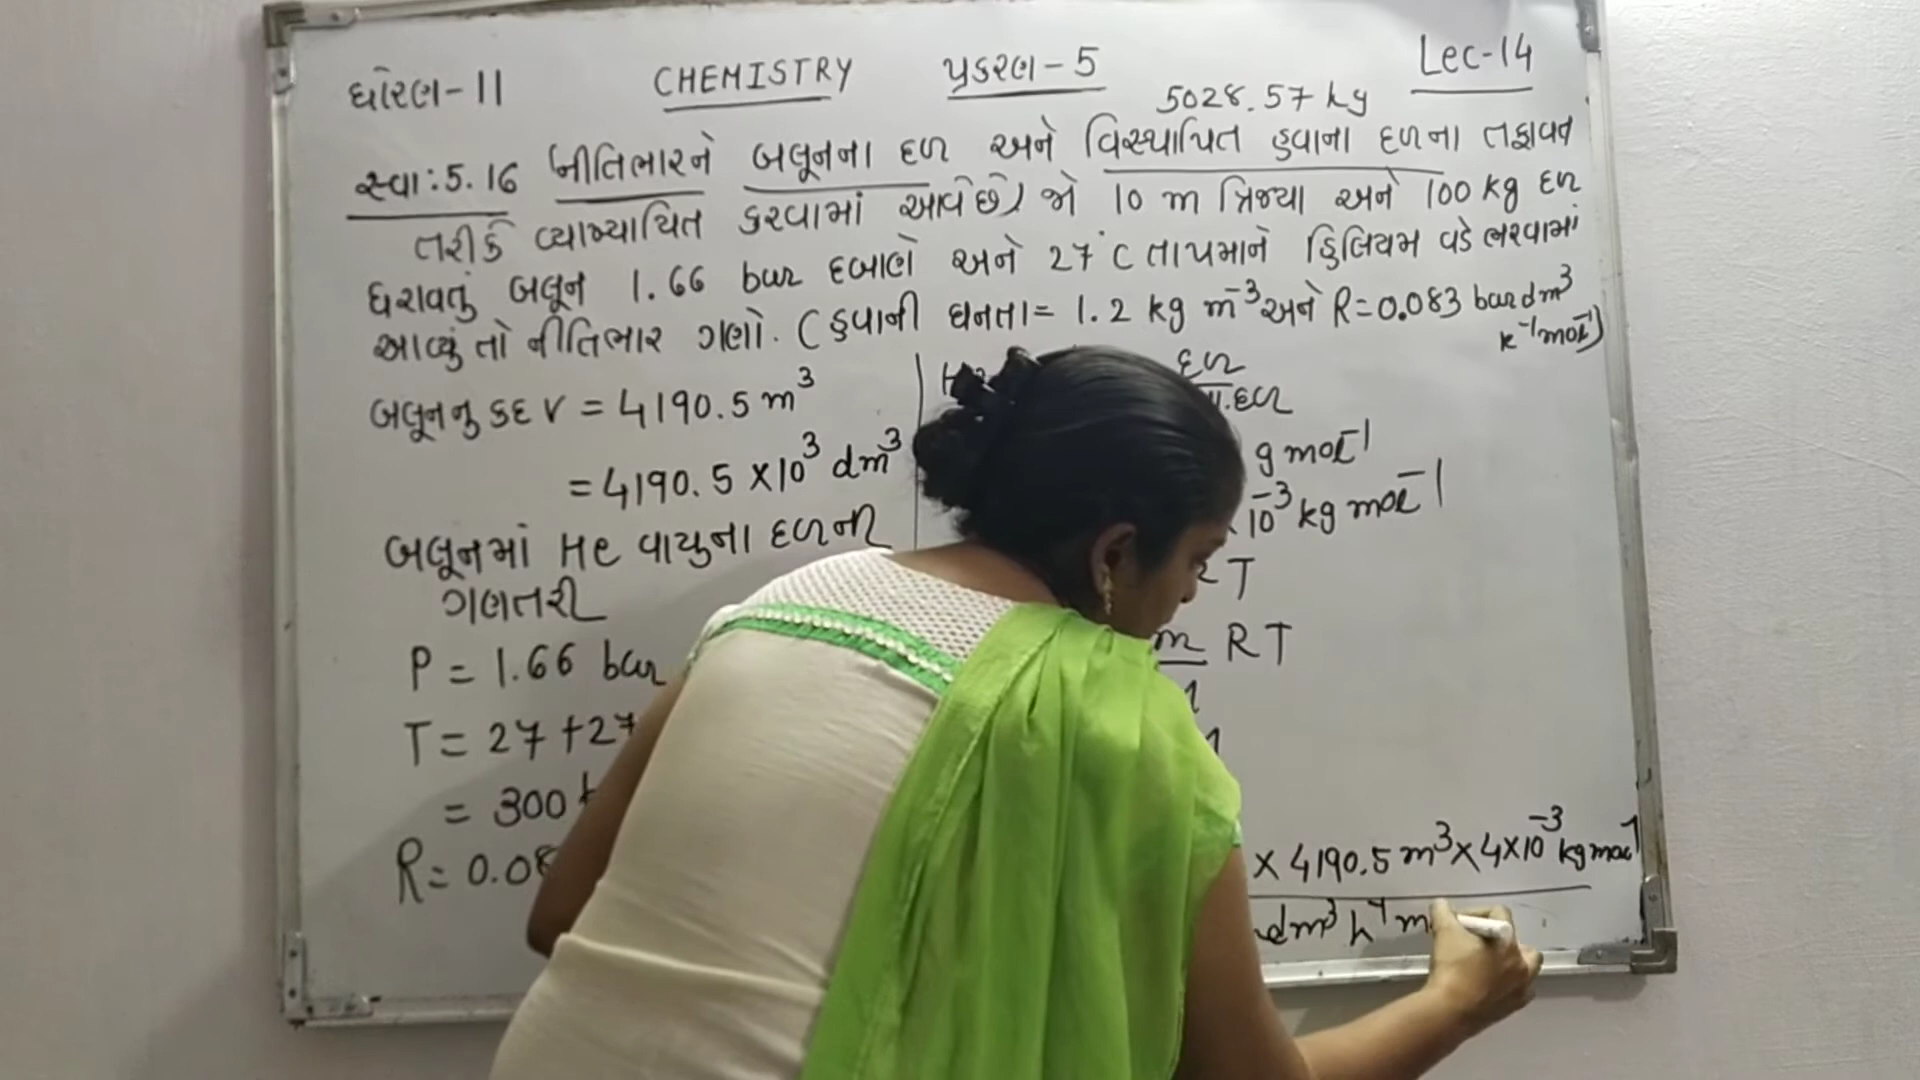 ધોરણ-11 CHEMISTRY પ્રકરણ-5 Lec-14
5028.57 kg
સ્વા:5.16 નીતિભારને બલૂનના દળ અને વિસ્થાપિત હવાના દળના તફાવત
તરીકે વ્યાખ્યાયિત કરવામાં આવે છે) જો 10 m ત્રિજ્યા અને 100 kg દળ
ધરાવતું બલૂન 1.66 bar દબાણે અને 27°C તાપમાને હિલિયમ વડે ભરવામાં
આવ્યું તો નીતિભાર ગણો. (હવાની ઘનતા = 1.2 kg m⁻³ અને R=0.083 bar dm³
K⁻¹mol⁻¹)
બલૂનનુ કદ V = 4190.5 m³
= 4190.5 ×10³ dm³
બલૂનમાં He વાયુના દળની
ગણતરી
P = 1.66 bar
T = 27 + 27
= 300
R = 0.08
દળ
દળ
g mol⁻¹
10⁻³ kg mol⁻¹
T
m RT
× 4190.5 m³ × 4×10⁻³ kg mol⁻¹
dm³ k⁻¹ m